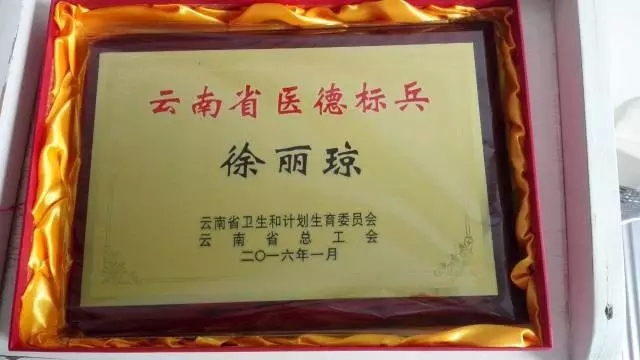 云南省医德标兵
徐丽琼
云南省卫生和计划生育委员会
云南省总工会
二〇一六年一月